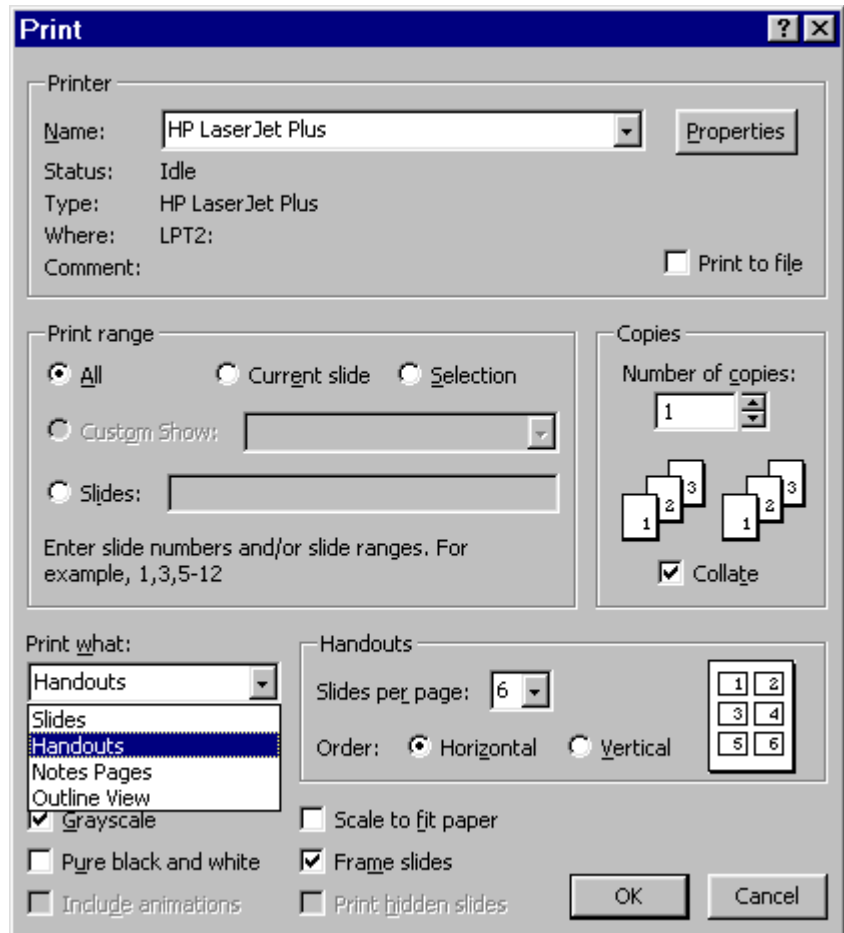 Print
Printer
Name: HP LaserJet Plus Properties
Status: Idle
Type: HP LaserJet Plus
Where: LPT2:
Comment: Print to file
Print range
All Current slide Selection
Custom Show:
Slides:
Enter slide numbers and/or slide ranges. For
example, 1,3,5-12
Copies
Number of copies:
1
1 2 3 1 2 3
Collate
Print what:
Handouts
Slides
Handouts
Notes Pages
Outline View
Handouts
Slides per page: 6
Order: Horizontal Vertical
1 2
3 4
5 6
Grayscale Scale to fit paper
Pure black and white Frame slides
Include animations Print hidden slides
OK Cancel